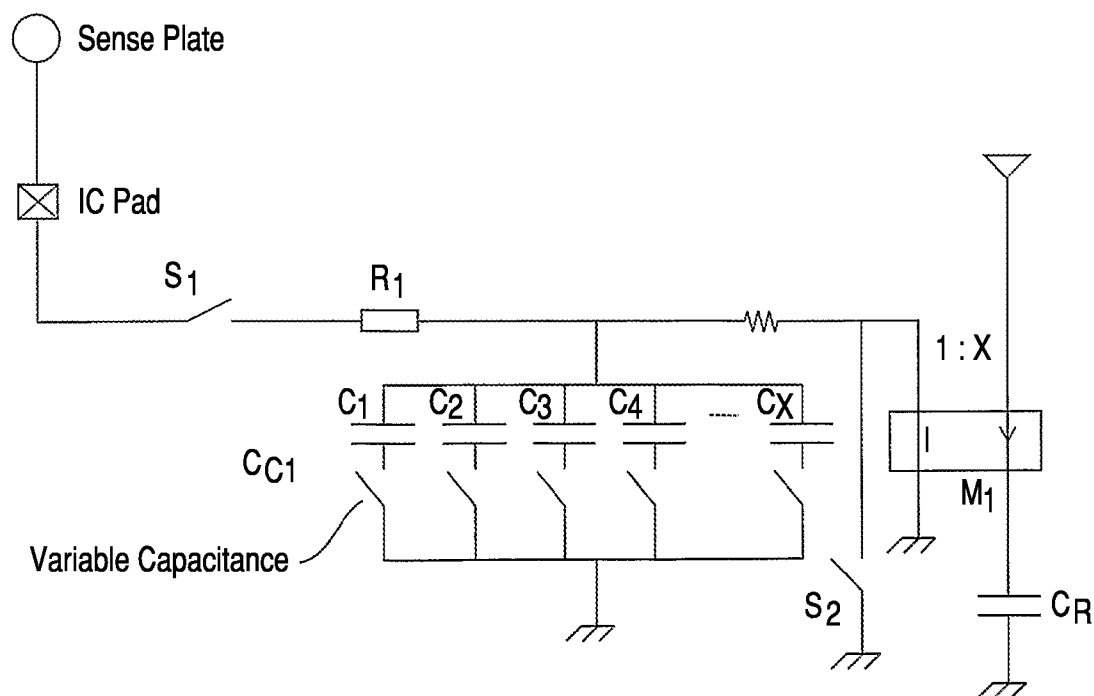 Sense Plate
IC Pad
S1
R1
1 : X
C1 C2 C3 C4 ---- CX
CC1
I
M1
Variable Capacitance
S2
CR